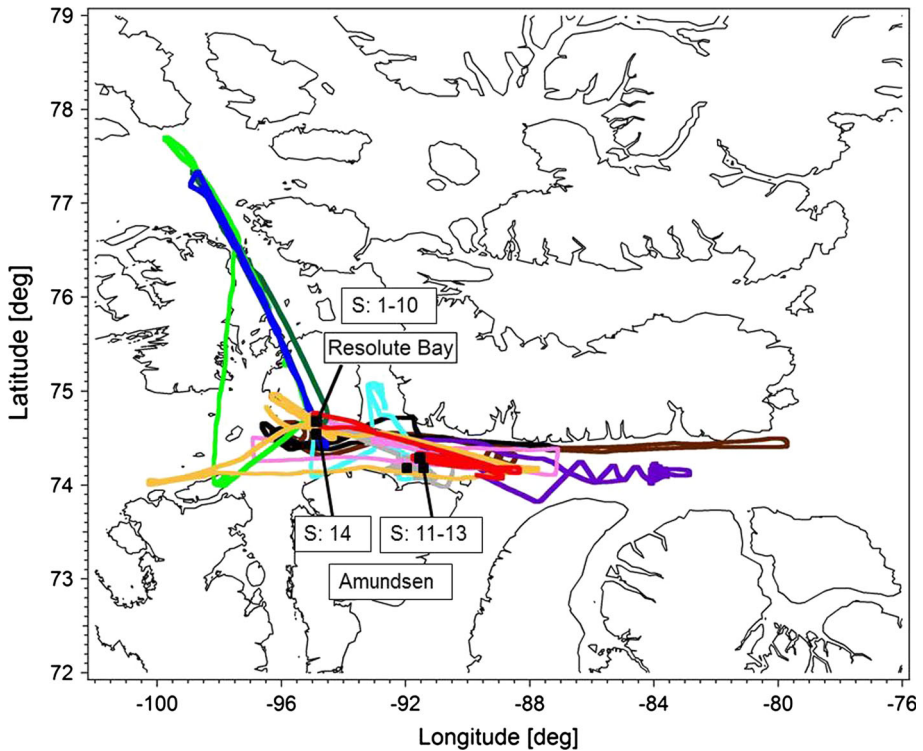 79
78
77
76
75
74
73
72
Latitude [deg]
S: 1-10
Resolute Bay
S: 14
S: 11-13
Amundsen
-100
-96
-92
-88
-84
-80
-76
Longitude [deg]